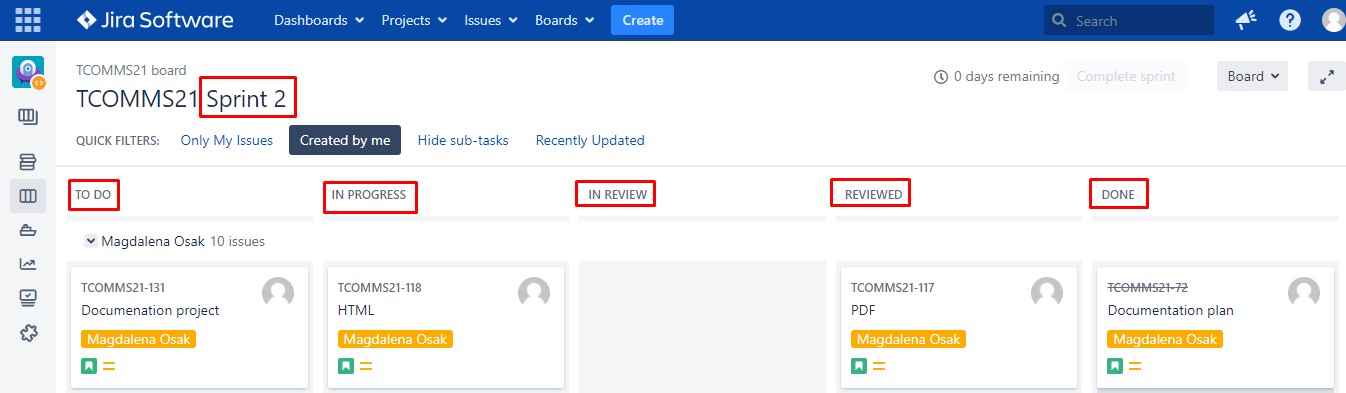 Jira Software Dashboards Projects Issues Boards Create Search
TCOMMS21 board
0 days remaining Complete sprint Board
TCOMMS21 Sprint 2
QUICK FILTERS: Only My Issues Created by me Hide sub-tasks Recently Updated
TO DO IN PROGRESS IN REVIEW REVIEWED DONE
Magdalena Osak 10 issues
TCOMMS21-131 TCOMMS21-118 TCOMMS21-117 TCOMMS21-72
Documenation project HTML PDF Documentation plan
Magdalena Osak Magdalena Osak Magdalena Osak Magdalena Osak